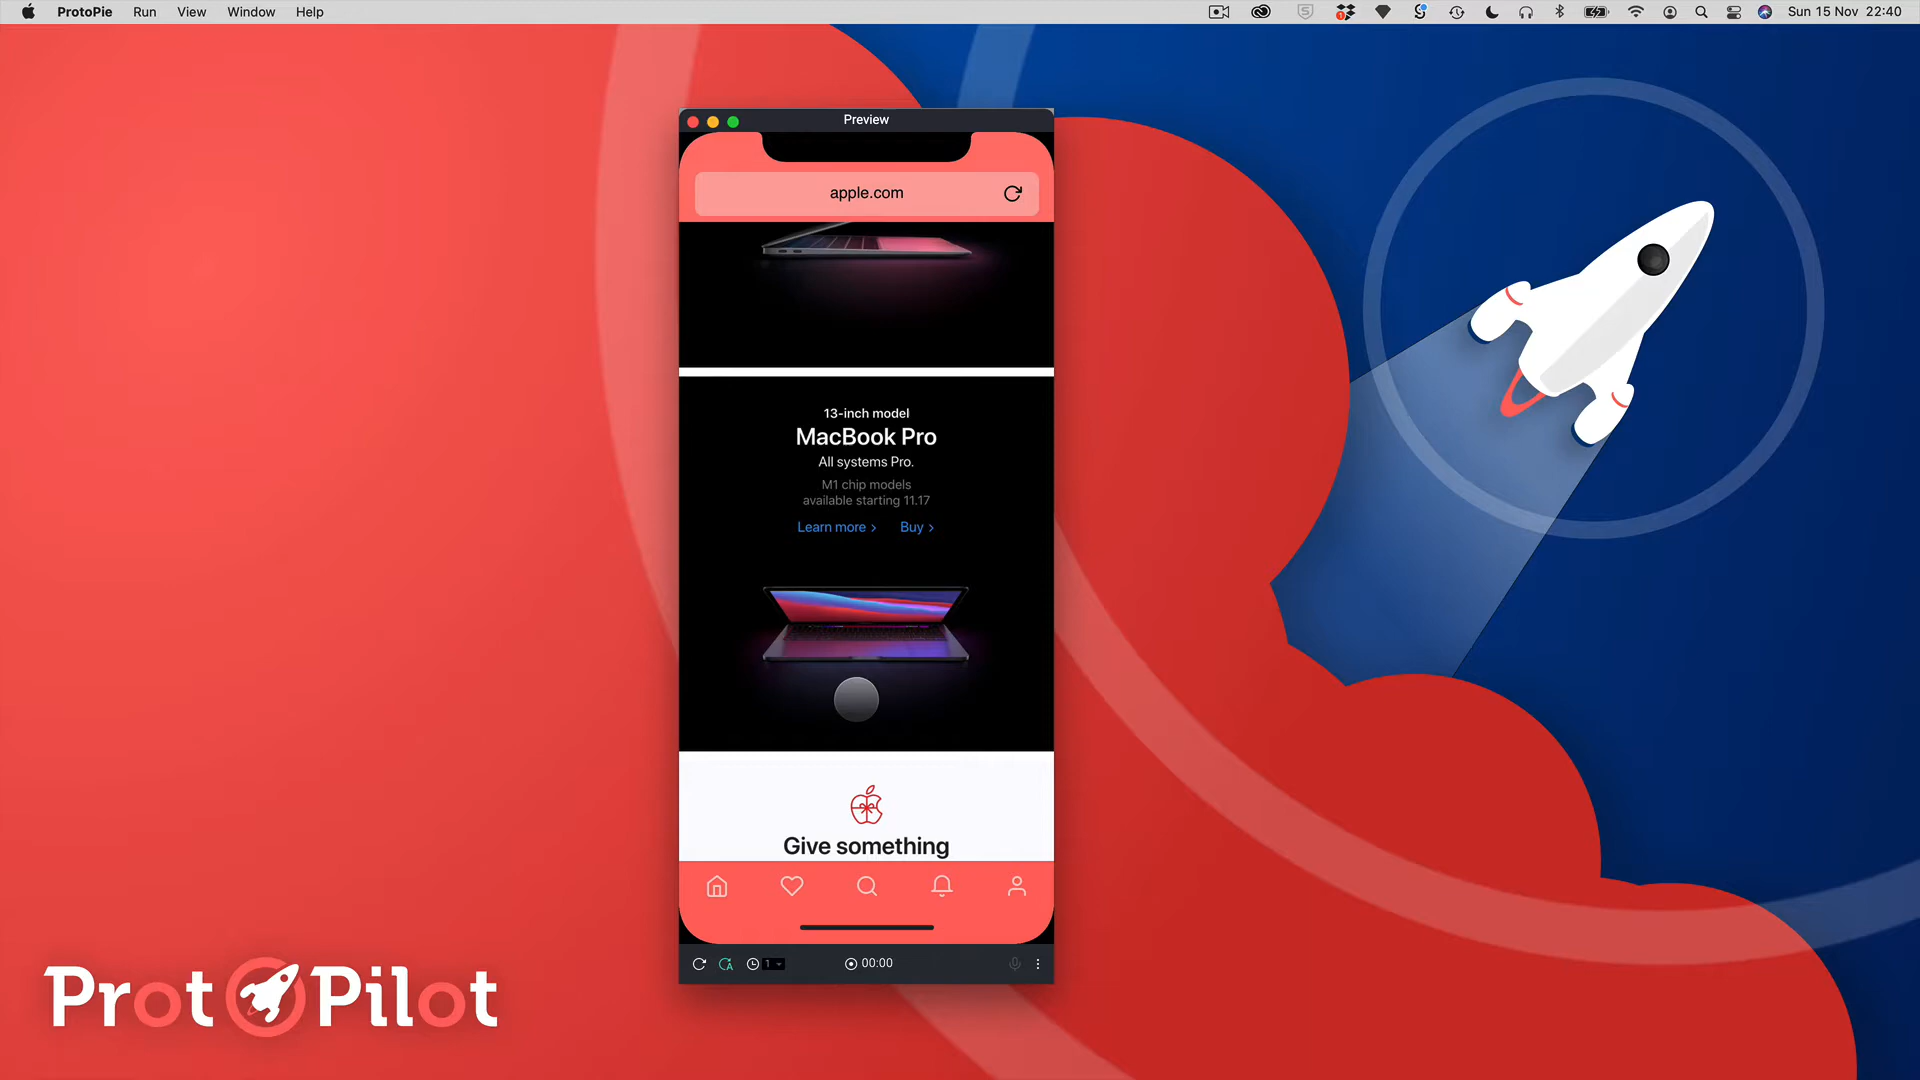 ProtoPie Run View Window Help
Sun 15 Nov 22:40
Preview
apple.com
13-inch model
MacBook Pro
All systems Pro.
M1 chip models
available starting 11.17
Learn more > Buy >
Give something
1 00:00
ProtoPilot